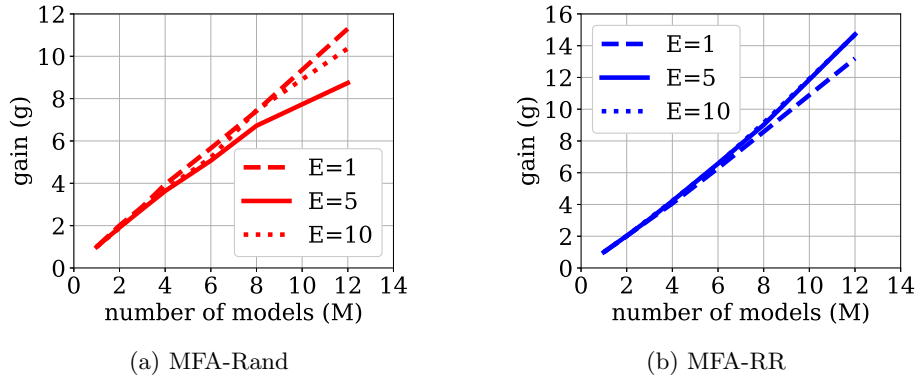 12
10
8
6
4
2
0
gain (g)
E=1
E=5
E=10
0 2 4 6 8 10 12 14
number of models (M)
(a) MFA-Rand
16
14
12
10
8
6
4
2
0
gain (g)
E=1
E=5
E=10
0 2 4 6 8 10 12 14
number of models (M)
(b) MFA-RR